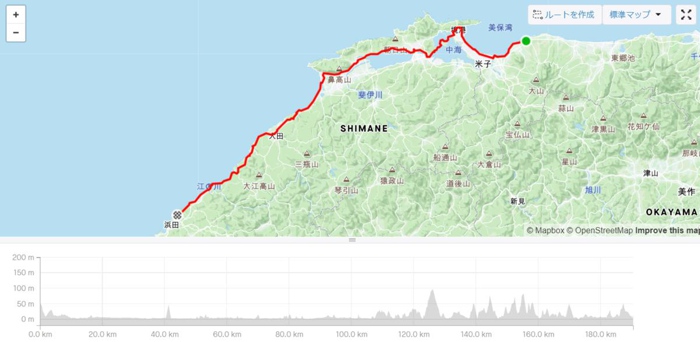 +
−
ルートを作成
標準マップ
美保湾
中海
米子
東郷池
鼻高山
斐伊川
大山
蒜山
SHIMANE
宝仏山
津黒山
花知ケ仙
大田
三瓶山
船通山
大倉山
星山
江の川
大江高山
琴引山
猿政山
道後山
旭川
津山
新見
美作
OKAYAMA
浜田
© Mapbox © OpenStreetMap Improve this map
200 m
150 m
100 m
50 m
0 m
0.0 km 20.0 km 40.0 km 60.0 km 80.0 km 100.0 km 120.0 km 140.0 km 160.0 km 180.0 km